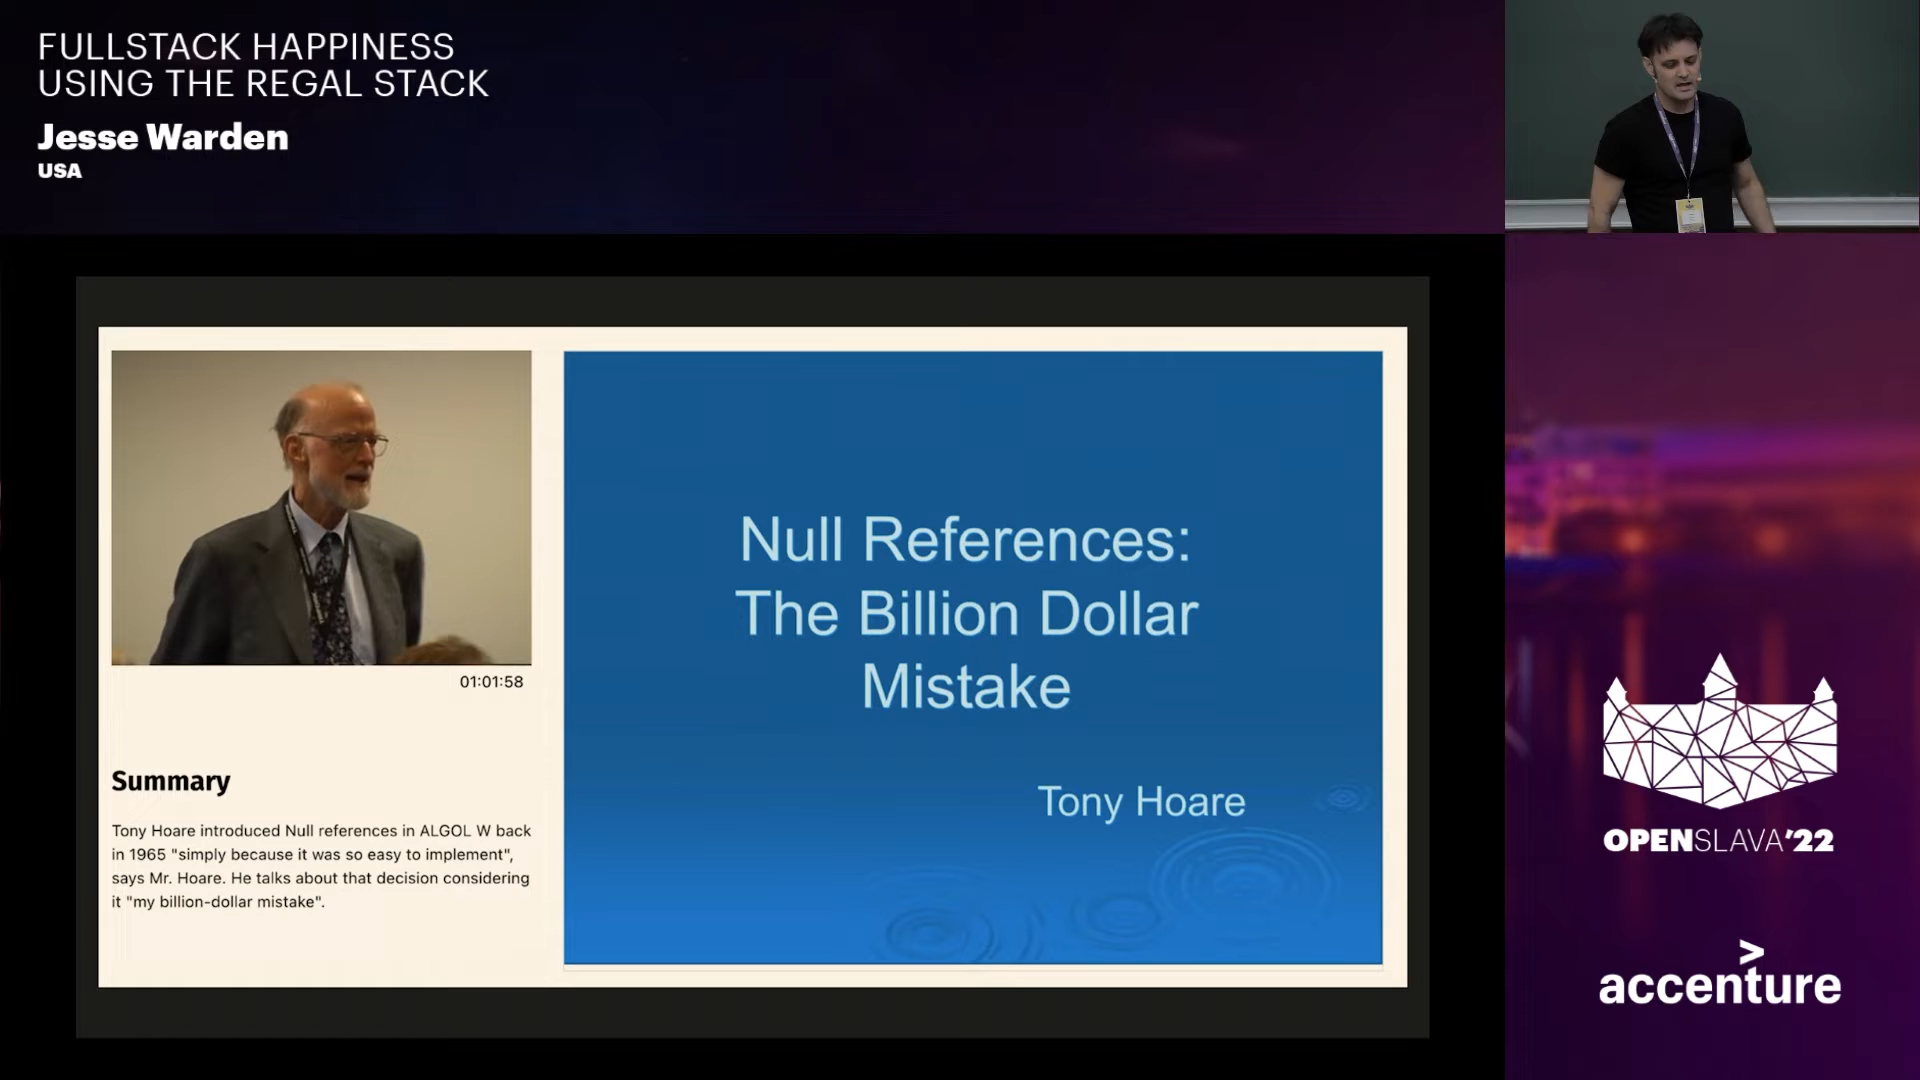 FULLSTACK HAPPINESS
USING THE REGAL STACK
Jesse Warden
USA
01:01:58
Summary
Tony Hoare introduced Null references in ALGOL W back
in 1965 "simply because it was so easy to implement",
says Mr. Hoare. He talks about that decision considering
it "my billion-dollar mistake".
Null References:
The Billion Dollar
Mistake
Tony Hoare
OPENSLAVA'22
accenture